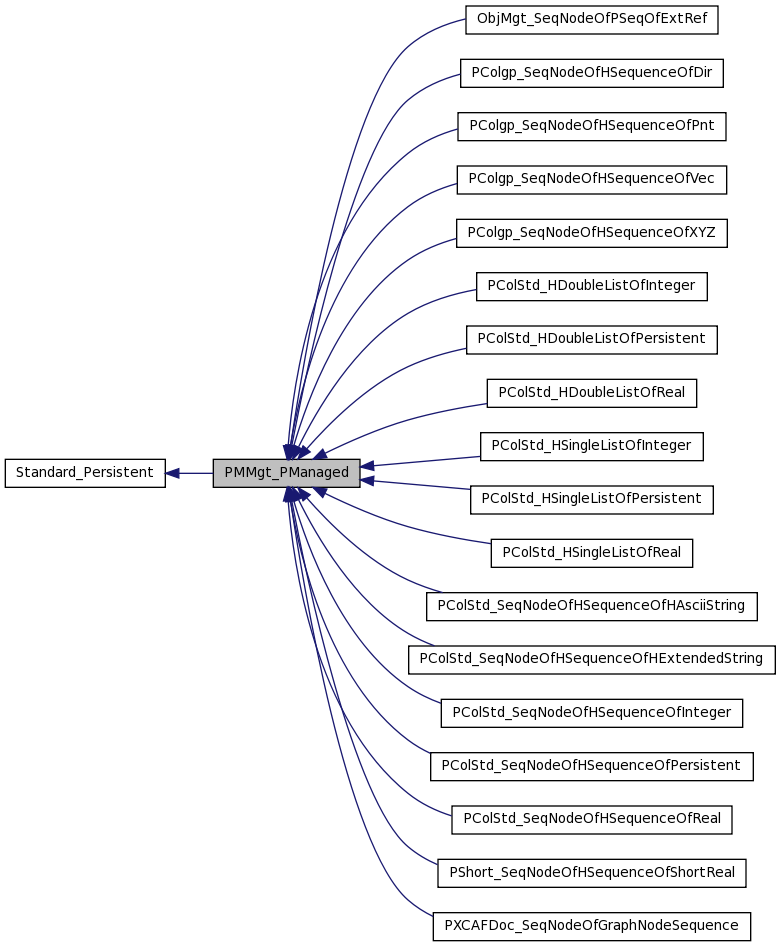 ObjMgt_SeqNodeOfPSeqOfExtRef
PColgp_SeqNodeOfHSequenceOfDir
PColgp_SeqNodeOfHSequenceOfPnt
PColgp_SeqNodeOfHSequenceOfVec
PColgp_SeqNodeOfHSequenceOfXYZ
PColStd_HDoubleListOfInteger
PColStd_HDoubleListOfPersistent
PColStd_HDoubleListOfReal
PColStd_HSingleListOfInteger
Standard_Persistent
PMMgt_PManaged
PColStd_HSingleListOfPersistent
PColStd_HSingleListOfReal
PColStd_SeqNodeOfHSequenceOfHAsciiString
PColStd_SeqNodeOfHSequenceOfHExtendedString
PColStd_SeqNodeOfHSequenceOfInteger
PColStd_SeqNodeOfHSequenceOfPersistent
PColStd_SeqNodeOfHSequenceOfReal
PShort_SeqNodeOfHSequenceOfShortReal
PXCAFDoc_SeqNodeOfGraphNodeSequence